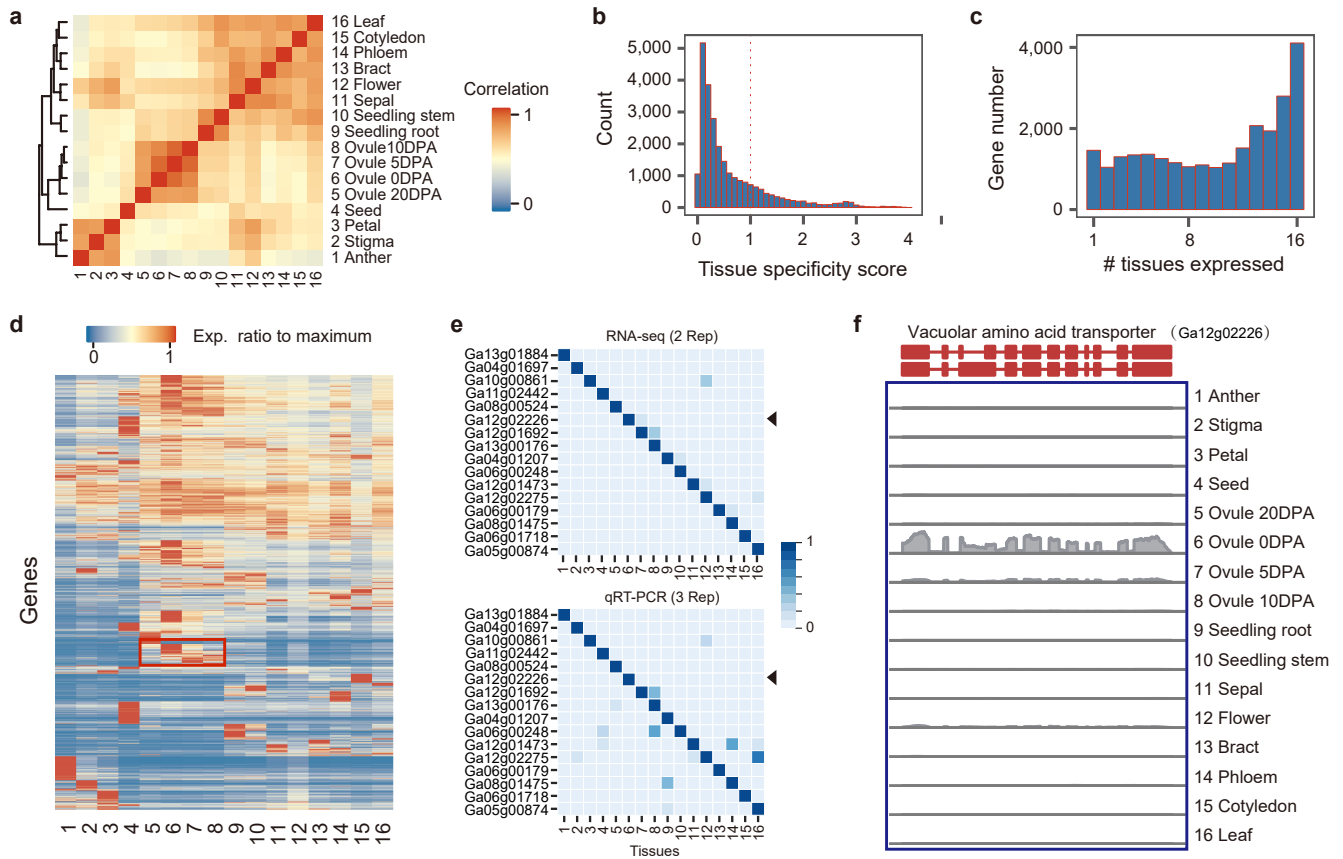 a
16 Leaf
15 Cotyledon
14 Phloem
13 Bract
12 Flower
11 Sepal
10 Seedling stem
9 Seedling root
8 Ovule10DPA
7 Ovule 5DPA
6 Ovule 0DPA
5 Ovule 20DPA
4 Seed
3 Petal
2 Stigma
1 Anther
1 2 3 4 5 6 7 8 9 10 11 12 13 14 15 16
Correlation
1
0
b
5,000
4,000
3,000
2,000
1,000
0
Count
0 1 2 3 4
Tissue specificity score
c
4,000
2,000
0
Gene number
1 8 16
# tissues expressed
d
Exp. ratio to maximum
0 1
Genes
1 2 3 4 5 6 7 8 9 10 11 12 13 14 15 16
e
RNA-seq (2 Rep)
Ga13g01884
Ga04g01697
Ga10g00861
Ga11g02442
Ga08g00524
Ga12g02226
Ga12g01692
Ga13g00176
Ga04g01207
Ga06g00248
Ga12g01473
Ga12g02275
Ga06g00179
Ga08g01475
Ga06g01718
Ga05g00874
1 2 3 4 5 6 7 8 9 10 11 12 13 14 15 16
1
0
qRT-PCR (3 Rep)
Ga13g01884
Ga04g01697
Ga10g00861
Ga11g02442
Ga08g00524
Ga12g02226
Ga12g01692
Ga13g00176
Ga04g01207
Ga06g00248
Ga12g01473
Ga12g02275
Ga06g00179
Ga08g01475
Ga06g01718
Ga05g00874
1 2 3 4 5 6 7 8 9 10 11 12 13 14 15 16
Tissues
f
Vacuolar amino acid transporter （Ga12g02226）
1 Anther
2 Stigma
3 Petal
4 Seed
5 Ovule 20DPA
6 Ovule 0DPA
7 Ovule 5DPA
8 Ovule 10DPA
9 Seedling root
10 Seedling stem
11 Sepal
12 Flower
13 Bract
14 Phloem
15 Cotyledon
16 Leaf